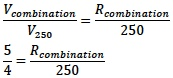 V_combination / V_250 = R_combination / 250
5 / 4 = R_combination / 250